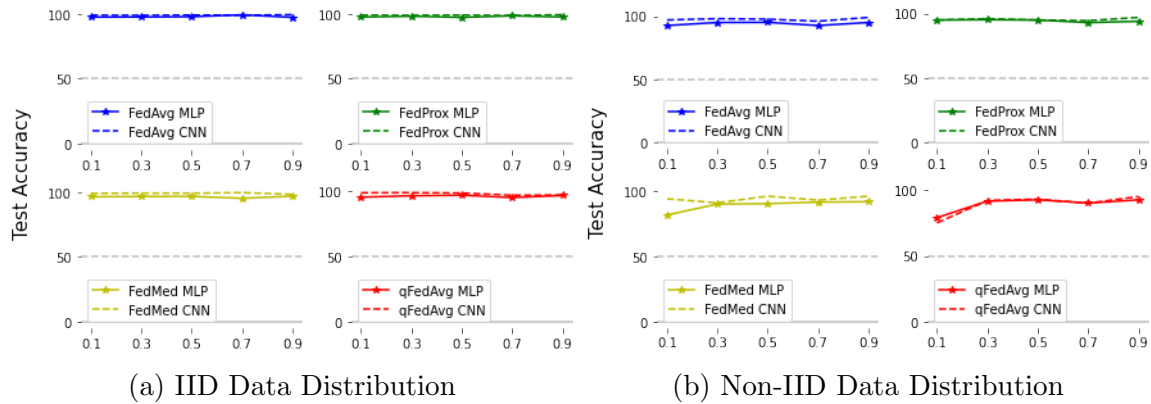 Test Accuracy
100
50
0
FedAvg MLP
FedAvg CNN
0.1 0.3 0.5 0.7 0.9
100
50
0
FedProx MLP
FedProx CNN
0.1 0.3 0.5 0.7 0.9
100
50
0
FedMed MLP
FedMed CNN
0.1 0.3 0.5 0.7 0.9
100
50
0
qFedAvg MLP
qFedAvg CNN
0.1 0.3 0.5 0.7 0.9
(a) IID Data Distribution
Test Accuracy
100
50
0
FedAvg MLP
FedAvg CNN
0.1 0.3 0.5 0.7 0.9
100
50
0
FedProx MLP
FedProx CNN
0.1 0.3 0.5 0.7 0.9
100
50
0
FedMed MLP
FedMed CNN
0.1 0.3 0.5 0.7 0.9
100
50
0
qFedAvg MLP
qFedAvg CNN
0.1 0.3 0.5 0.7 0.9
(b) Non-IID Data Distribution